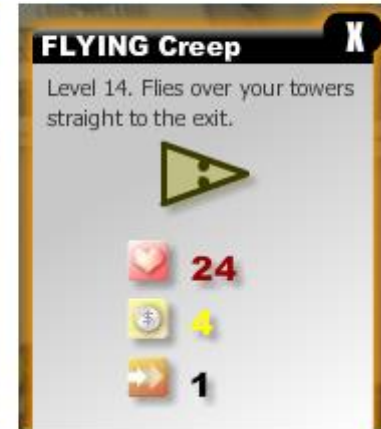 FLYING Creep X
Level 14. Flies over your towers
straight to the exit.
24
$ 4
1